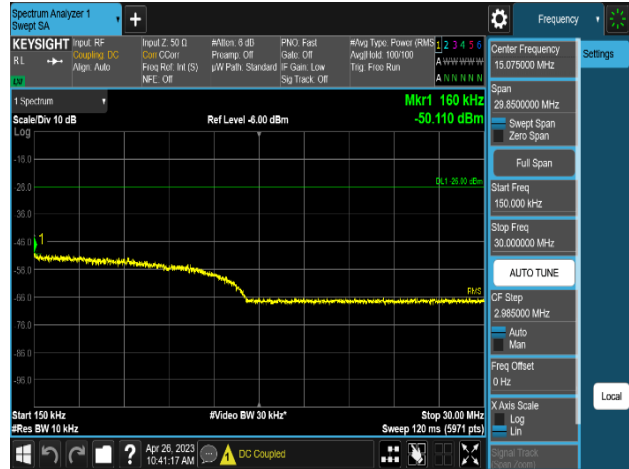 Spectrum Analyzer 1
Swept SA
Frequency
KEYSIGHT
RL
Input: RF
Coupling: DC
Align: Auto
Input Z: 50 Ω
Corr CCorr
Freq Ref: Int (S)
NFE: Off
#Atten: 6 dB
Preamp: Off
µW Path: Standard
PNO: Fast
Gate: Off
IF Gain: Low
Sig Track: Off
#Avg Type: Power (RMS
Avg|Hold: 100/100
Trig: Free Run
1 2 3 4 5 6
A W W W W W
A N N N N N
1 Spectrum
Scale/Div 10 dB
Log
Ref Level -6.00 dBm
Mkr1 160 kHz
-50.110 dBm
-16.0
DL1 -26.00 dBm
-26.0
-36.0
-46.0
1
-56.0
RMS
-66.0
-76.0
-86.0
-96.0
Start 150 kHz
#Res BW 10 kHz
#Video BW 30 kHz*
Stop 30.00 MHz
Sweep 120 ms (5971 pts)
Center Frequency
15.075000 MHz
Settings
Span
29.8500000 MHz
Swept Span
Zero Span
Full Span
Start Freq
150.000 kHz
Stop Freq
30.000000 MHz
AUTO TUNE
CF Step
2.985000 MHz
Auto
Man
Freq Offset
0 Hz
X Axis Scale
Log
Lin
Local
Signal Track
(Span Zoom)
?
Apr 26, 2023
10:41:17 AM
DC Coupled